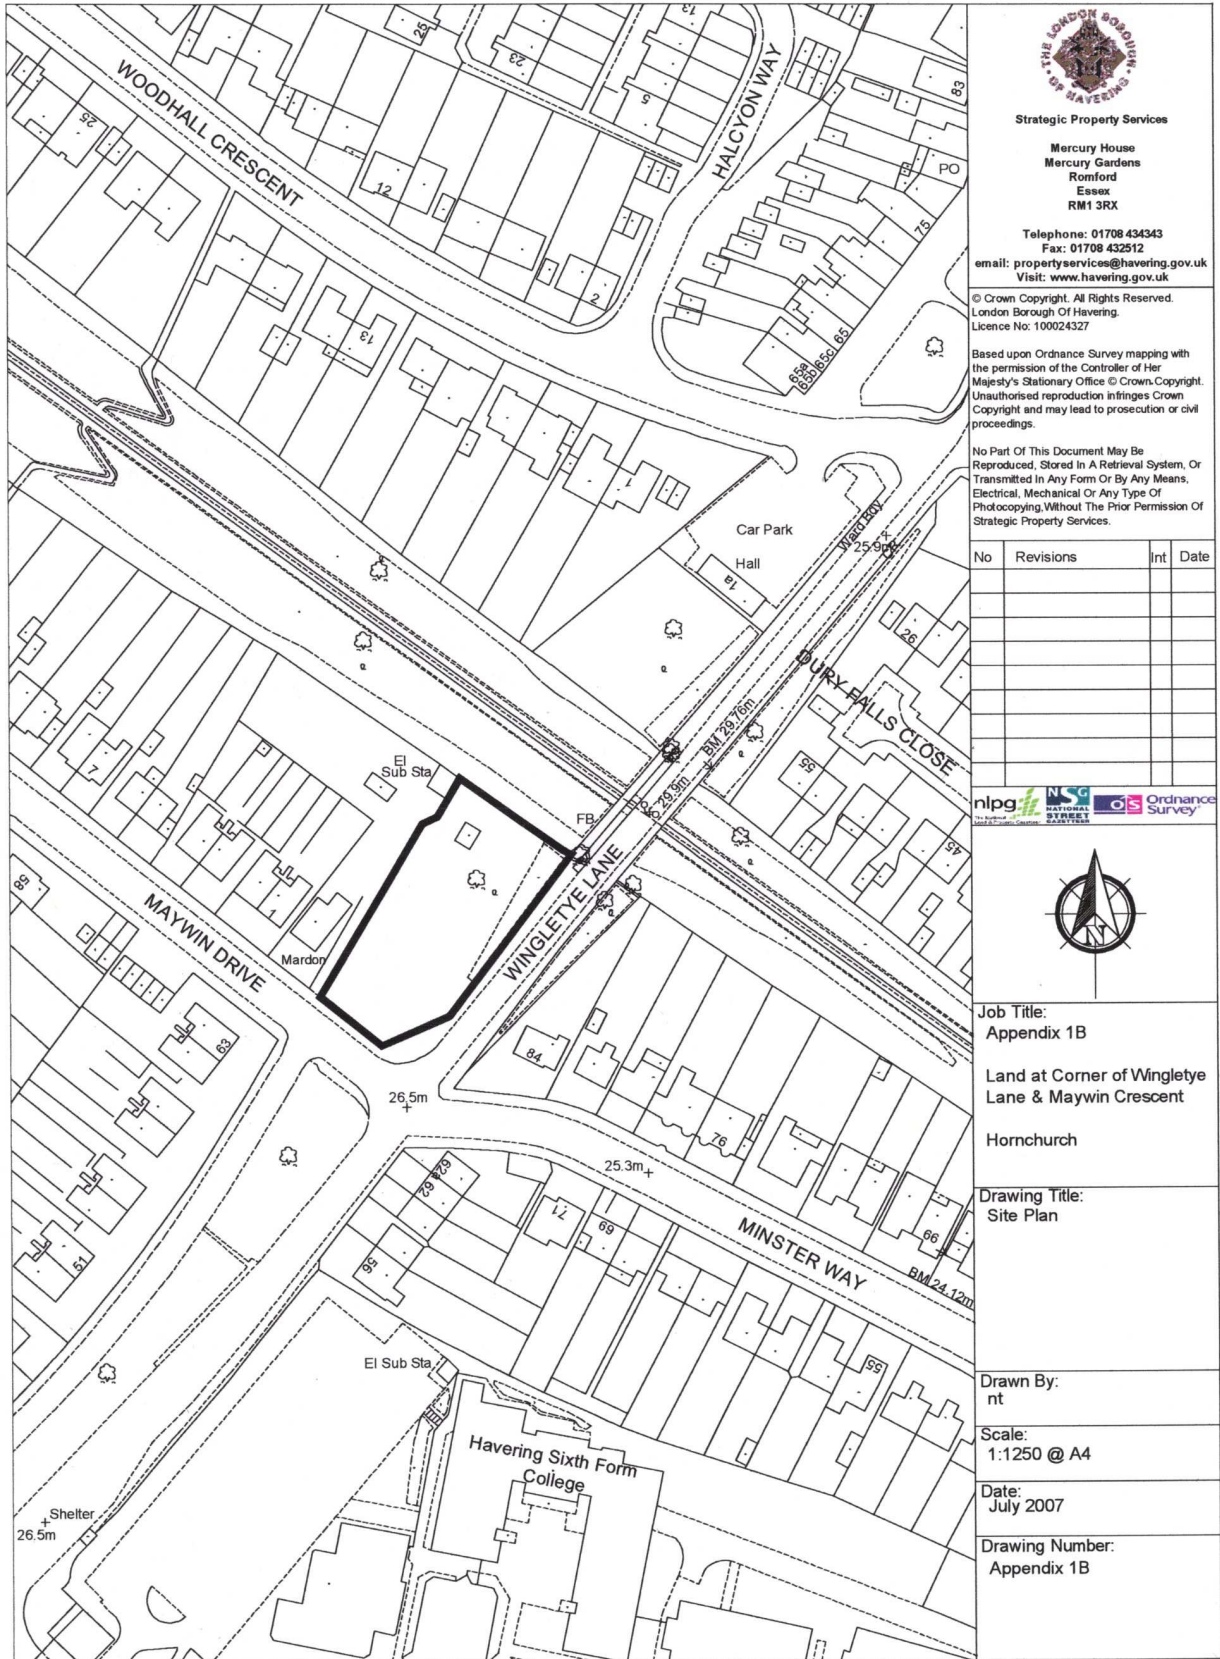 WOODHALL CRESCENT
HALCYON WAY
25
23
13
5
83
25
12
2
PO
75
13
65a
65b
65c
65
1
Car Park
Hall
1a
Ward Bdy
25.9m
26
DURY FALLS CLOSE
BM 29.76m
29.9m
55
45
7
El
Sub Sta
FB
WINGLETYE LANE
58
MAYWIN DRIVE
1
Mardon
63
84
26.5m
76
25.3m
62a 62
71
69
66
MINSTER WAY
BM 24.12m
51
56
55
El Sub Sta
Havering Sixth Form
College
Shelter
26.5m
THE LONDON BOROUGH
OF HAVERING
Strategic Property Services
Mercury House
Mercury Gardens
Romford
Essex
RM1 3RX
Telephone: 01708 434343
Fax: 01708 432512
email: propertyservices@havering.gov.uk
Visit: www.havering.gov.uk
© Crown Copyright. All Rights Reserved.
London Borough Of Havering.
Licence No: 100024327
Based upon Ordnance Survey mapping with
the permission of the Controller of Her
Majesty's Stationary Office © Crown Copyright.
Unauthorised reproduction infringes Crown
Copyright and may lead to prosecution or civil
proceedings.
No Part Of This Document May Be
Reproduced, Stored In A Retrieval System, Or
Transmitted In Any Form Or By Any Means,
Electrical, Mechanical Or Any Type Of
Photocopying,Without The Prior Permission Of
Strategic Property Services.
No Revisions Int Date
nlpg
NSG
NATIONAL
STREET
GAZETTEER
OS Ordnance
Survey
N
Job Title:
Appendix 1B
Land at Corner of Wingletye
Lane & Maywin Crescent
Hornchurch
Drawing Title:
Site Plan
Drawn By:
nt
Scale:
1:1250 @ A4
Date:
July 2007
Drawing Number:
Appendix 1B